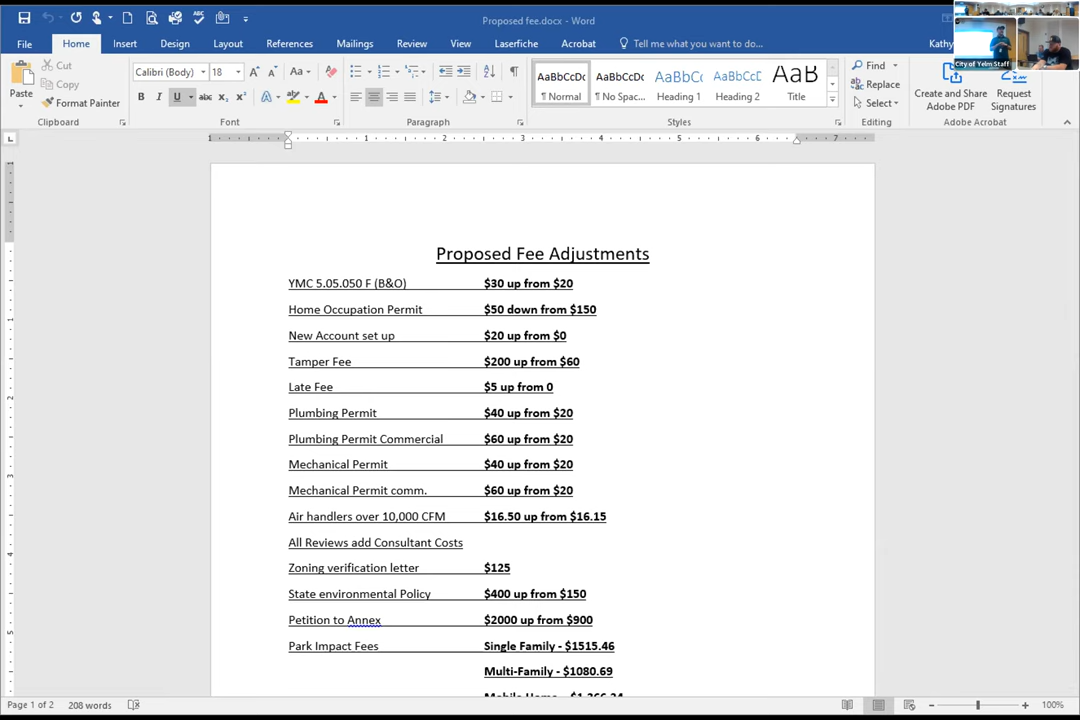 Proposed fee.docx - Word
File Home Insert Design Layout References Mailings Review View Laserfiche Acrobat Tell me what you want to do... Kathy
City of Yelm Staff
Paste
Cut
Copy
Format Painter
Clipboard
Calibri (Body) 18
Font
Paragraph
AaBbCcDc AaBbCcDc AaBbC AaBbCcD AaB
¶ Normal ¶ No Spac... Heading 1 Heading 2 Title
Styles
Find
Replace
Select
Editing
Create and Share Adobe PDF
Request Signatures
Adobe Acrobat
Proposed Fee Adjustments
YMC 5.05.050 F (B&O) $30 up from $20
Home Occupation Permit $50 down from $150
New Account set up $20 up from $0
Tamper Fee $200 up from $60
Late Fee $5 up from 0
Plumbing Permit $40 up from $20
Plumbing Permit Commercial $60 up from $20
Mechanical Permit $40 up from $20
Mechanical Permit comm. $60 up from $20
Air handlers over 10,000 CFM $16.50 up from $16.15
All Reviews add Consultant Costs
Zoning verification letter $125
State environmental Policy $400 up from $150
Petition to Annex $2000 up from $900
Park Impact Fees Single Family - $1515.46
Multi-Family - $1080.69
Page 1 of 2 208 words 100%